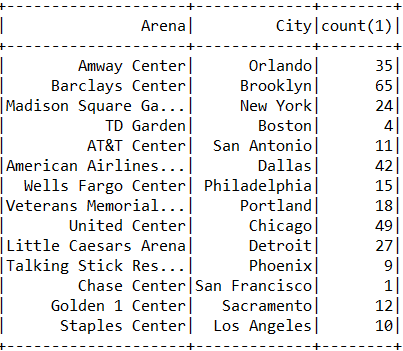 +------------------+-------------+--------+
|             Arena|         City|count(1)|
+------------------+-------------+--------+
|      Amway Center|      Orlando|      35|
|   Barclays Center|     Brooklyn|      65|
|Madison Square Ga...|     New York|      24|
|         TD Garden|       Boston|       4|
|       AT&T Center|  San Antonio|      11|
|American Airlines...|       Dallas|      42|
|  Wells Fargo Center| Philadelphia|      15|
|Veterans Memorial...|     Portland|      18|
|       United Center|      Chicago|      49|
|Little Caesars Arena|      Detroit|      27|
|Talking Stick Res...|      Phoenix|       9|
|        Chase Center|San Francisco|       1|
|     Golden 1 Center|   Sacramento|      12|
|      Staples Center|  Los Angeles|      10|
+--------------------+-------------+--------+